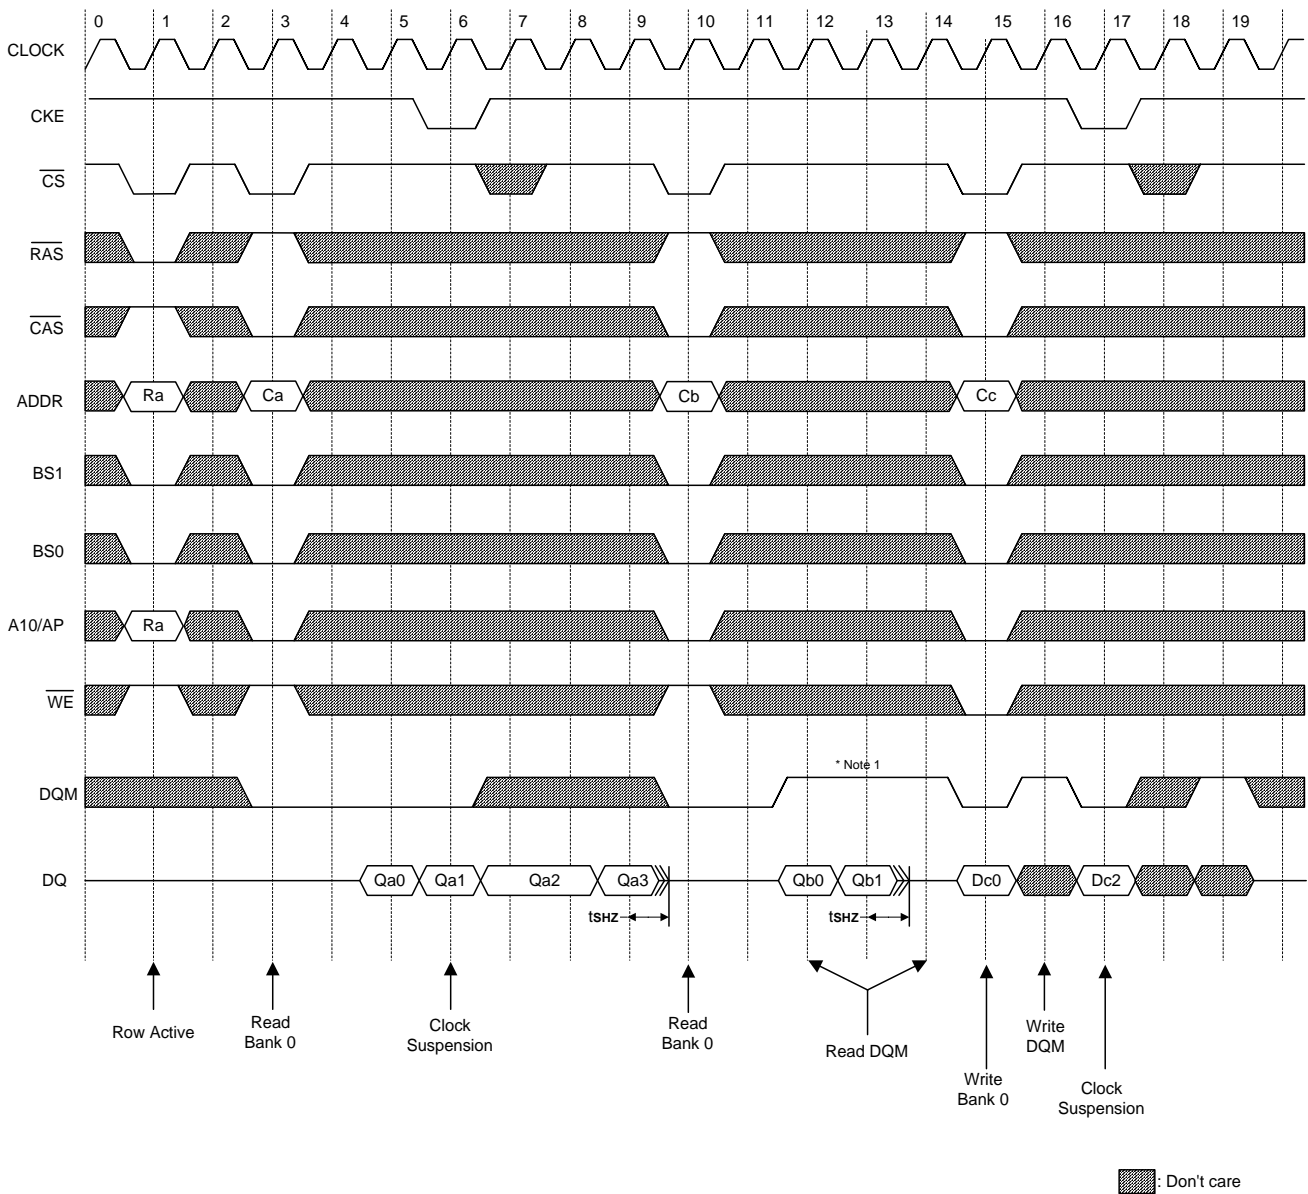 0 1 2 3 4 5 6 7 8 9 10 11 12 13 14 15 16 17 18 19
CLOCK
CKE
CS
RAS
CAS
ADDR Ra Ca Cb Cc
BS1
BS0
A10/AP Ra
WE
* Note 1
DQM
DQ Qa0 Qa1 Qa2 Qa3 Qb0 Qb1 Dc0 Dc2
tSHZ tSHZ
Row Active
Read
Bank 0
Clock
Suspension
Read
Bank 0
Read DQM
Write
DQM
Write
Bank 0
Clock
Suspension
: Don't care